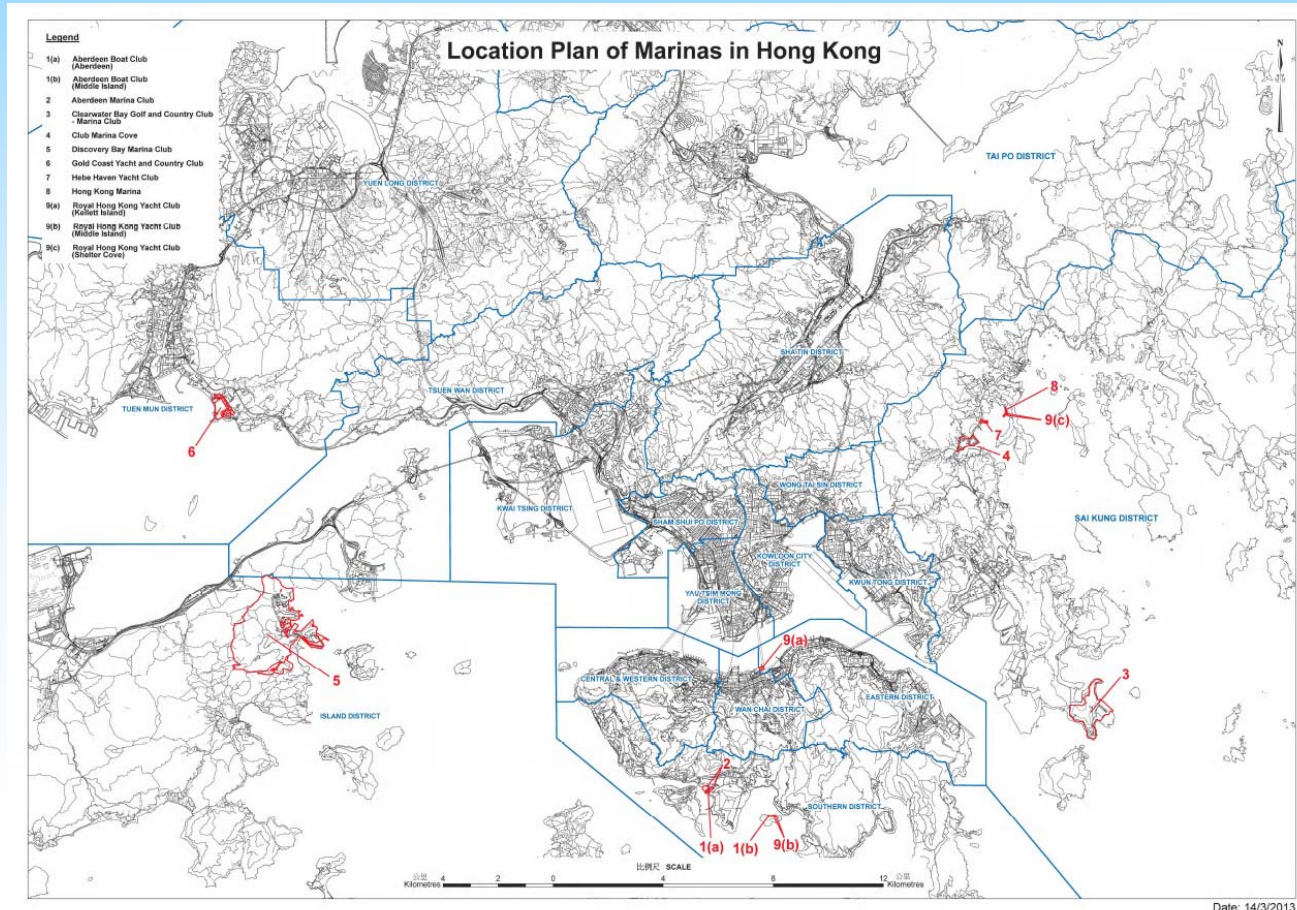 Location Plan of Marinas in Hong Kong
Legend
1(a) Aberdeen Boat Club
(Aberdeen)
1(b) Aberdeen Boat Club
(Middle Island)
2 Aberdeen Marina Club
3 Clearwater Bay Golf and Country Club
- Marina Club
4 Club Marina Cove
5 Discovery Bay Marina Club
6 Gold Coast Yacht and Country Club
7 Hebe Haven Yacht Club
8 Hong Kong Marina
9(a) Royal Hong Kong Yacht Club
(Kellett Island)
9(b) Royal Hong Kong Yacht Club
(Middle Island)
9(c) Royal Hong Kong Yacht Club
(Shelter Cove)
N
TAI PO DISTRICT
YUEN LONG DISTRICT
SHA TIN DISTRICT
TSUEN WAN DISTRICT
TUEN MUN DISTRICT
6
8
9(c)
7
4
WONG TAI SIN DISTRICT
KWAI TSING DISTRICT
SHAM SHUI PO DISTRICT
SAI KUNG DISTRICT
KOWLOON CITY
DISTRICT
KWUN TONG DISTRICT
YAU TSIM MONG
DISTRICT
9(a)
5
3
CENTRAL & WESTERN DISTRICT
EASTERN DISTRICT
WAN CHAI DISTRICT
ISLAND DISTRICT
2
SOUTHERN DISTRICT
1(a)
1(b)
9(b)
比例尺 SCALE
公里
Kilometres 4 2 0 4 8 12 公里
Kilometres
Date: 14/3/2013